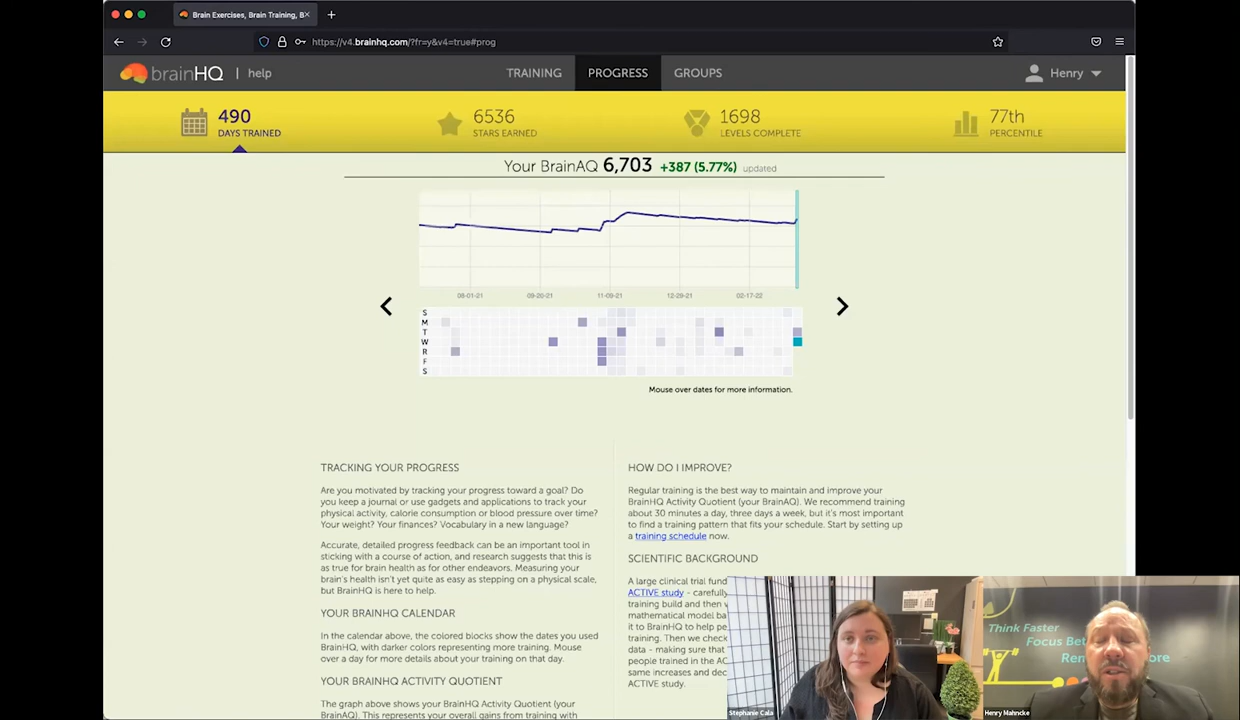 Brain Exercises, Brain Training, B
https://v4.brainhq.com/?fr=y&v4=true#prog
brainHQ | help
TRAINING
PROGRESS
GROUPS
Henry
490
DAYS TRAINED
6536
STARS EARNED
1698
LEVELS COMPLETE
77th
PERCENTILE
Your BrainAQ 6,703 +387 (5.77%) updated
08-01-21
09-20-21
11-09-21
12-29-21
02-17-22
S
M
T
W
R
F
S
Mouse over dates for more information.
TRACKING YOUR PROGRESS
Are you motivated by tracking your progress toward a goal? Do
you keep a journal or use gadgets and applications to track your
physical activity, calorie consumption or blood pressure over time?
Your weight? Your finances? Vocabulary in a new language?
Accurate, detailed progress feedback can be an important tool in
sticking with a course of action, and research suggests that this is
as true for brain health as for other endeavors. Measuring your
brain's health isn't yet quite as easy as stepping on a physical scale,
but BrainHQ is here to help.
YOUR BRAINHQ CALENDAR
In the calendar above, the colored blocks show the dates you used
BrainHQ, with darker colors representing more training. Mouse
over a day for more details about your training on that day.
YOUR BRAINHQ ACTIVITY QUOTIENT
The graph above shows your BrainHQ Activity Quotient (your
BrainAQ). This represents your overall gains from training with
HOW DO I IMPROVE?
Regular training is the best way to maintain and improve your
BrainHQ Activity Quotient (your BrainAQ). We recommend training
about 30 minutes a day, three days a week, but it's most important
to find a training pattern that fits your schedule. Start by setting up
a training schedule now.
SCIENTIFIC BACKGROUND
A large clinical trial fund
ACTIVE study - carefully
training build and then
mathematical model ba
it to BrainHQ to help pe
training. Then we check
data - making sure that
people trained in the AC
same increases and dec
ACTIVE study.
Think Faster
Focus Be
Re
ore
Stephanie Cala
Henry Mahncke